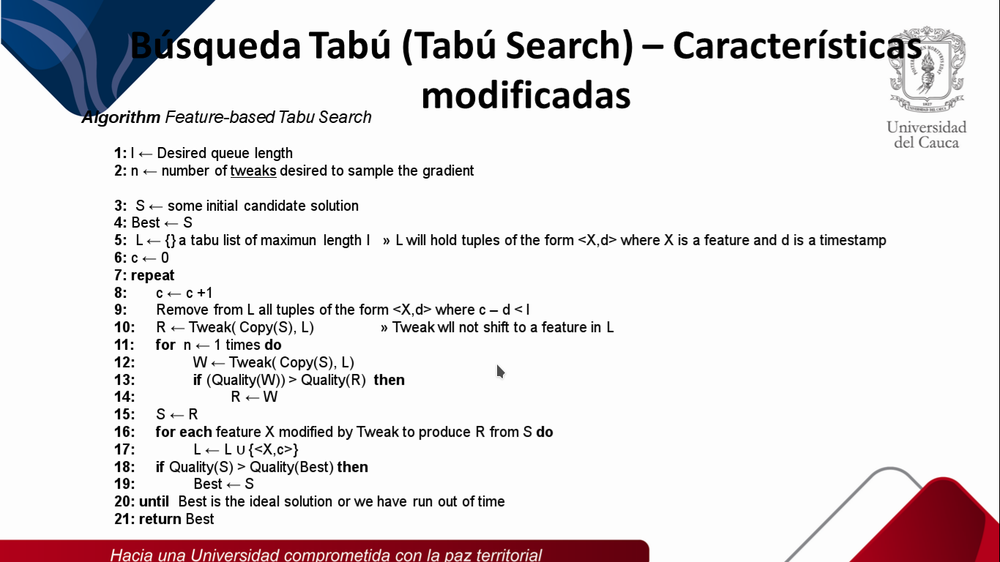 Búsqueda Tabú (Tabú Search) – Características
modificadas
Algorithm Feature-based Tabu Search
Universidad
del Cauca
1: l ← Desired queue length
2: n ← number of tweaks desired to sample the gradient
3: S ← some initial candidate solution
4: Best ← S
5: L ← {} a tabu list of maximun length l » L will hold tuples of the form <X,d> where X is a feature and d is a timestamp
6: c ← 0
7: repeat
8: c ← c +1
9: Remove from L all tuples of the form <X,d> where c – d < l
10: R ← Tweak( Copy(S), L) » Tweak wll not shift to a feature in L
11: for n ← 1 times do
12: W ← Tweak( Copy(S), L)
13: if (Quality(W)) > Quality(R) then
14: R ← W
15: S ← R
16: for each feature X modified by Tweak to produce R from S do
17: L ← L ∪ {<X,c>}
18: if Quality(S) > Quality(Best) then
19: Best ← S
20: until Best is the ideal solution or we have run out of time
21: return Best
Hacia una Universidad comprometida con la paz territorial